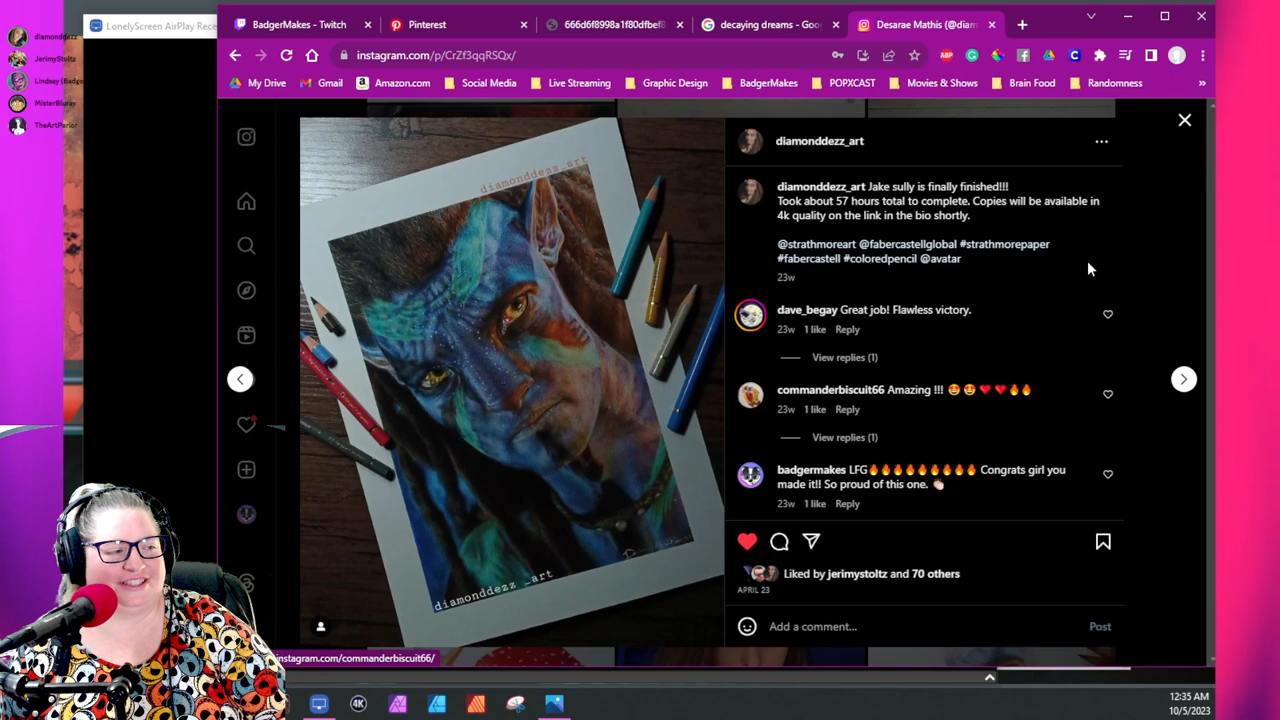 diamonddezz
JerimyStoltz
Lindsey (Badge
MisterBluray
TheArtParlor
LonelyScreen AirPlay Rece
BadgerMakes - Twitch
Pinterest
decaying dreams - Goo
Desarae Mathis (@diam
instagram.com/p/CrZf3qqRSQx/
My Drive
Gmail
Amazon.com
Social Media
Live Streaming
Graphic Design
BadgerMakes
POPXCAST
Movies & Shows
Brain Food
Randomness
»
diamonddezz_art
diamonddezz_art
diamonddezz_art
diamonddezz_art Jake sully is finally finished!!!
Took about 57 hours total to complete. Copies will be available in
4k quality on the link in the bio shortly.
@strathmoreart @fabercastellglobal #strathmorepaper
#fabercastell #coloredpencil @avatar
23w
dave_begay Great job! Flawless victory.
23w 1 like Reply
View replies (1)
commanderbiscuit66 Amazing !!! 😍😍❤️❤️🔥🔥
23w 1 like Reply
View replies (1)
badgermakes LFG🔥🔥🔥🔥🔥🔥🔥🔥🔥 Congrats girl you
made it!! So proud of this one. 👏🏻
23w 1 like Reply
Liked by jerimystoltz and 70 others
APRIL 23
Add a comment...
Post
instagram.com/commanderbiscuit66/
4K
12:35 AM
10/5/2023